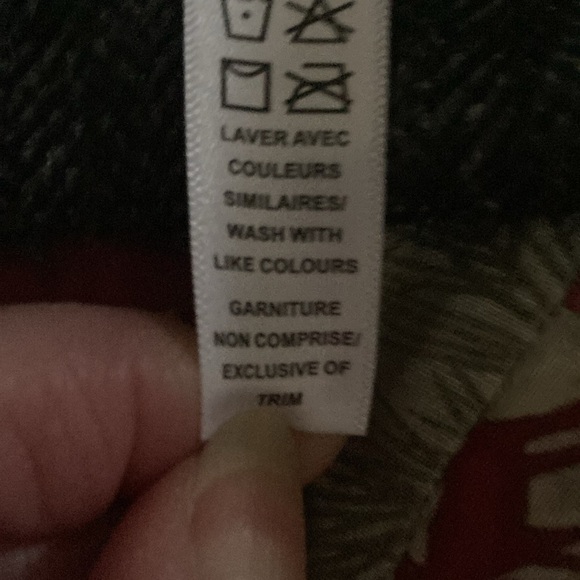 LAVER AVEC
COULEURS
SIMILAIRES/
WASH WITH
LIKE COLOURS
GARNITURE
NON COMPRISE/
EXCLUSIVE OF
TRIM